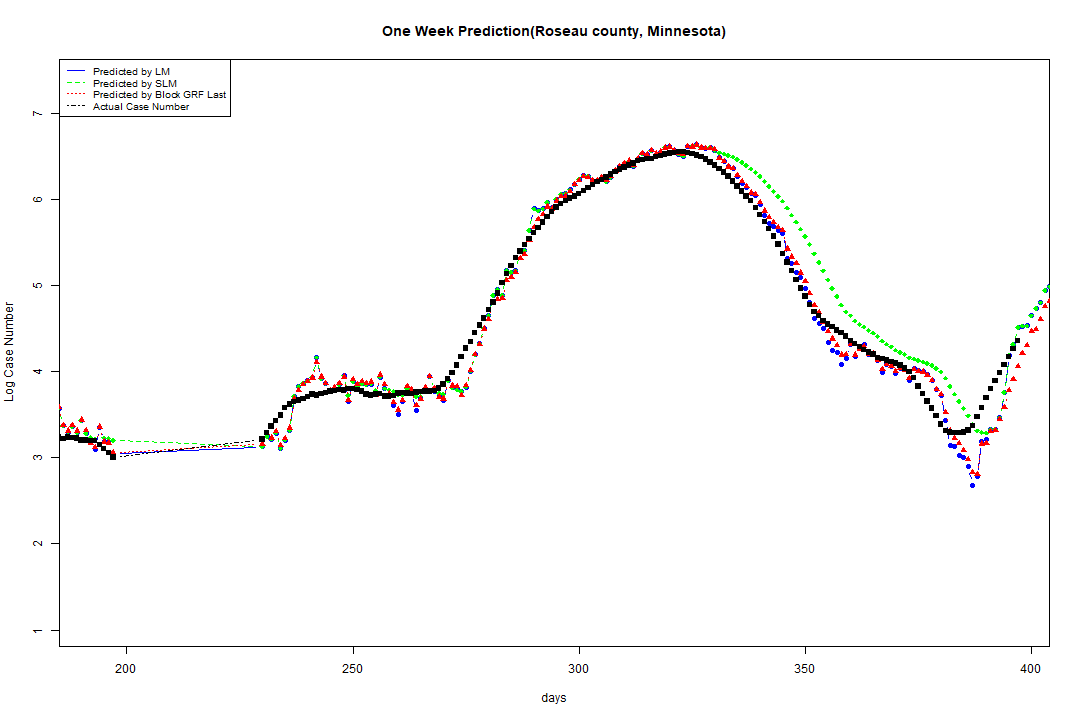 One Week Prediction(Roseau county, Minnesota)
Predicted by LM
Predicted by SLM
Predicted by Block GRF Last
Actual Case Number
7
6
5
4
3
2
1
Log Case Number
200 250 300 350 400
days